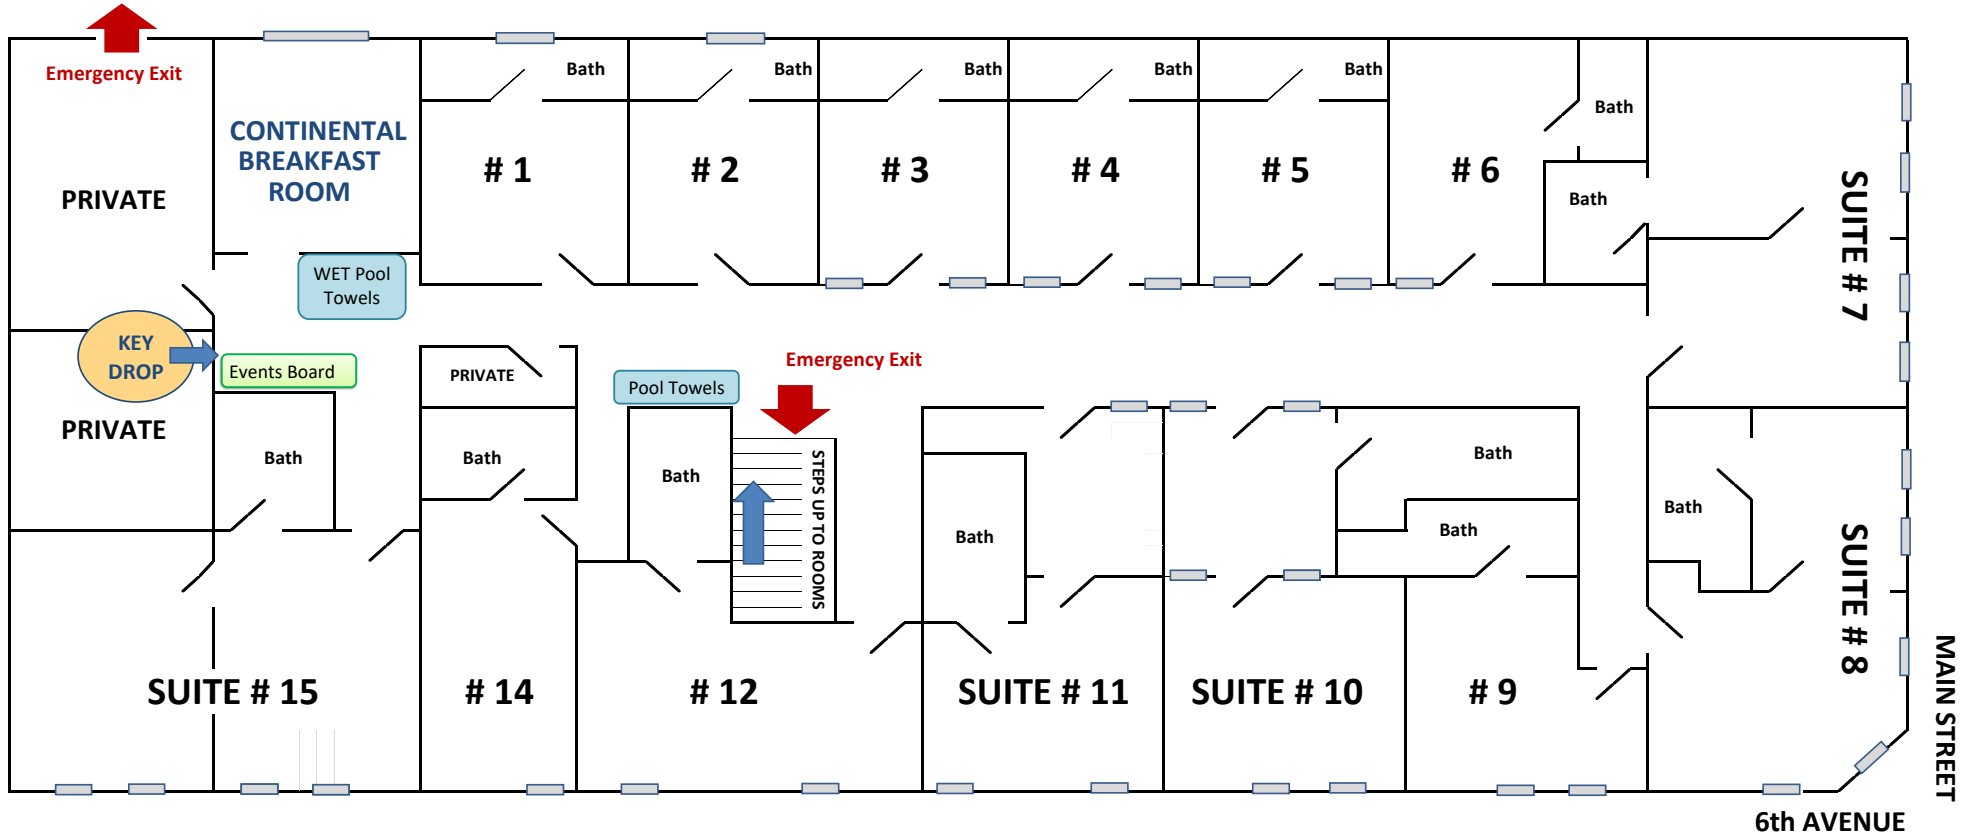 Emergency Exit
Bath
Bath
Bath
Bath
Bath
Bath
CONTINENTAL
BREAKFAST
ROOM
PRIVATE
# 1
# 2
# 3
# 4
# 5
# 6
Bath
SUITE # 7
WET Pool
Towels
KEY
DROP
Events Board
PRIVATE
Emergency Exit
Pool Towels
PRIVATE
Bath
Bath
Bath
STEPS UP TO ROOMS
Bath
Bath
Bath
Bath
SUITE # 8
SUITE # 15
# 14
# 12
SUITE # 11
SUITE # 10
# 9
MAIN STREET
6th AVENUE